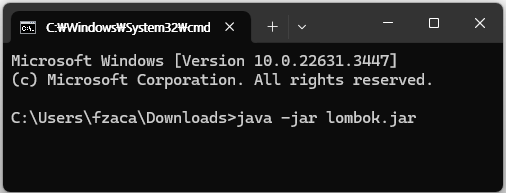 C:₩Windows₩System32₩cmd
Microsoft Windows [Version 10.0.22631.3447]
(c) Microsoft Corporation. All rights reserved.
C:\Users\fzaca\Downloads>java -jar lombok.jar